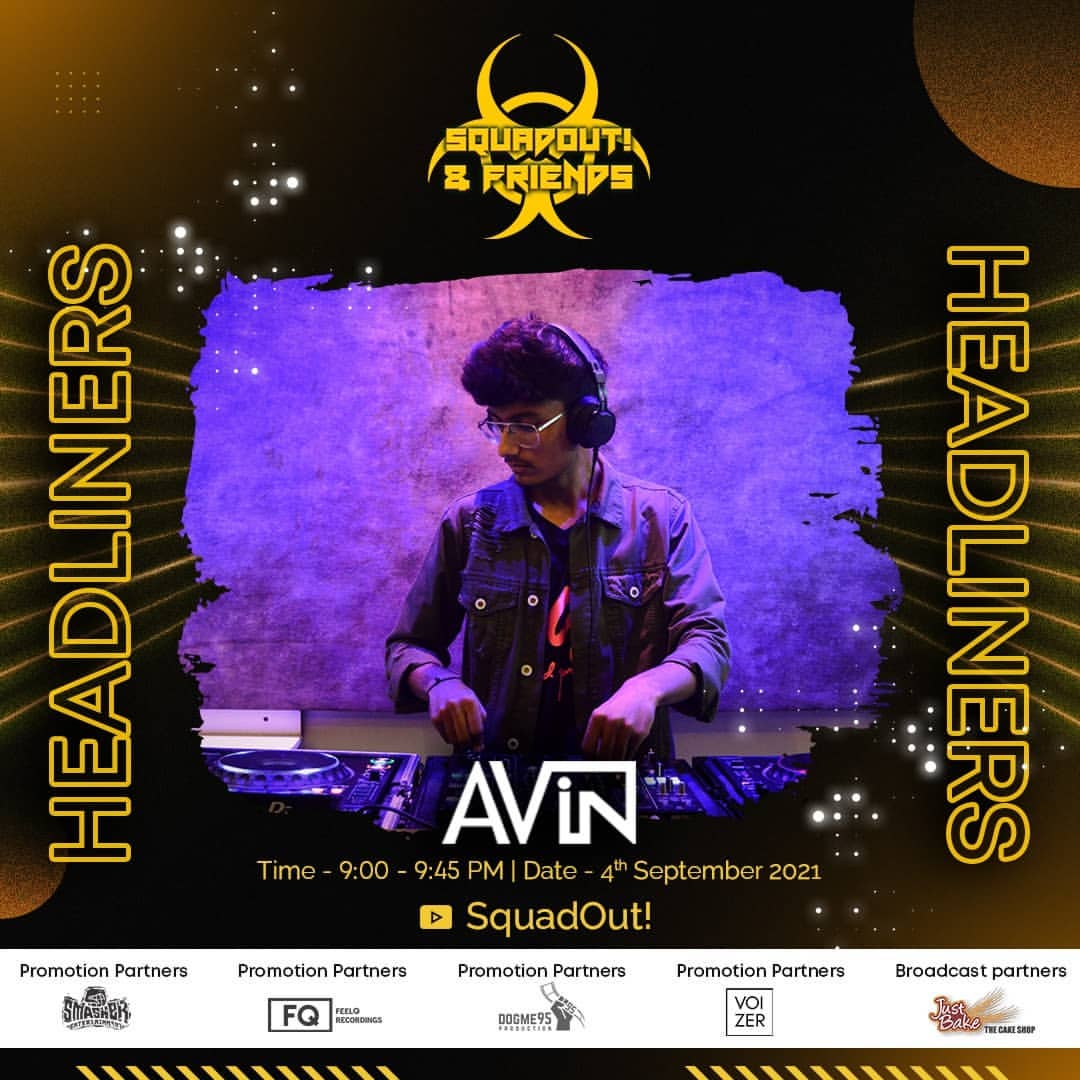 SQUADOUT!
& FRIENDS
HEADLINERS
HEADLINERS
AViN
Time - 9:00 - 9:45 PM | Date - 4th September 2021
SquadOut!
Promotion Partners
Promotion Partners
Promotion Partners
Promotion Partners
Broadcast partners
SMASHER
ENTERTAINMENT
FQ
FEELQ
RECORDINGS
DOGME95
PRODUCTION
VOI
ZER
Just
Bake
THE CAKE SHOP